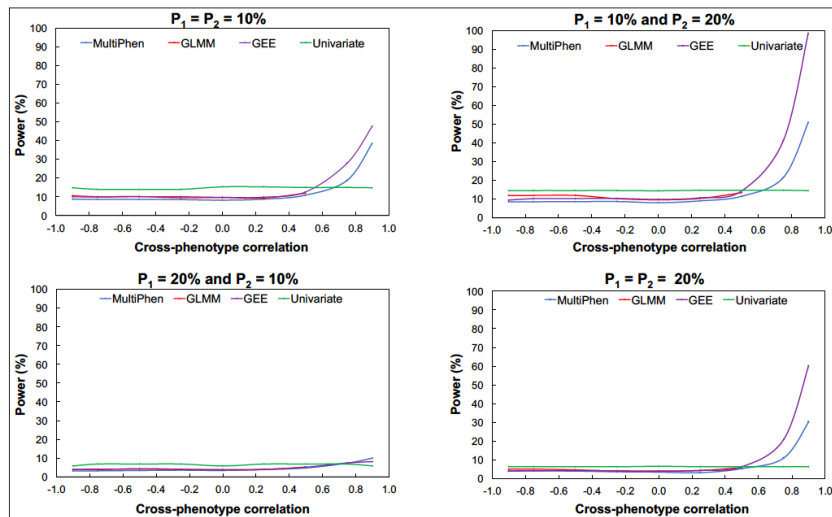 P1 = P2 = 10%
MultiPhen GLMM GEE Univariate
Power (%)
100
90
80
70
60
50
40
30
20
10
0
-1.0 -0.8 -0.6 -0.4 -0.2 0.0 0.2 0.4 0.6 0.8 1.0
Cross-phenotype correlation
P1 = 10% and P2 = 20%
MultiPhen GLMM GEE Univariate
Power (%)
100
90
80
70
60
50
40
30
20
10
0
-1.0 -0.8 -0.6 -0.4 -0.2 0.0 0.2 0.4 0.6 0.8 1.0
Cross-phenotype correlation
P1 = 20% and P2 = 10%
MultiPhen GLMM GEE Univariate
Power (%)
100
90
80
70
60
50
40
30
20
10
0
-1.0 -0.8 -0.6 -0.4 -0.2 0.0 0.2 0.4 0.6 0.8 1.0
Cross-phenotype correlation
P1 = P2 = 20%
MultiPhen GLMM GEE Univariate
Power (%)
100
90
80
70
60
50
40
30
20
10
0
-1.0 -0.8 -0.6 -0.4 -0.2 0.0 0.2 0.4 0.6 0.8 1.0
Cross-phenotype correlation